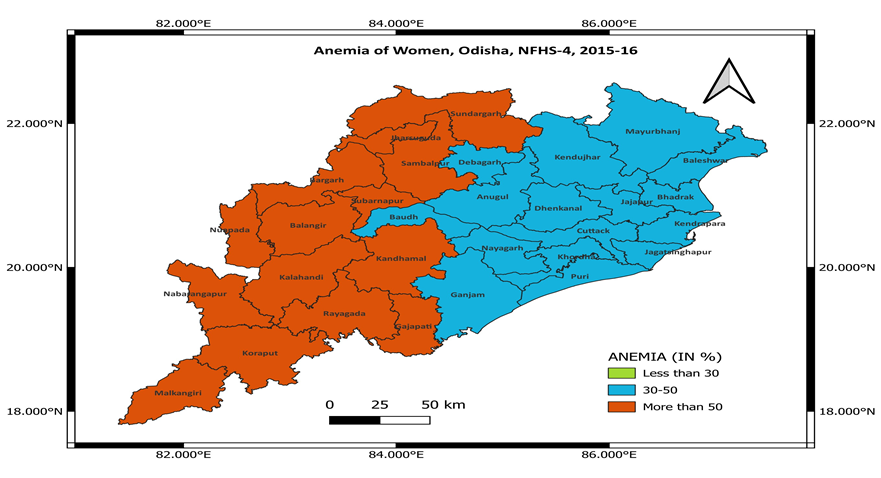 82.000°E 84.000°E 86.000°E
Anemia of Women, Odisha, NFHS-4, 2015-16
Sundargarh
22.000°N 22.000°N
Mayurbhanj
Jharsuguda
Sambalpur Debagarh Kendujhar Baleshwar
Bargarh
Subarnapur Anugul Jajapur Bhadrak
Dhenkanal
Baudh
Nuapada Balangir Cuttack Kendrapara
Nayagarh Jagatsinghapur
Kandhamal Khordha
20.000°N 20.000°N
Kalahandi Puri
Nabarangapur Ganjam
Rayagada
Gajapati
Koraput
ANEMIA (IN %)
Less than 30
Malkangiri 30-50
0 25 50 km More than 50
18.000°N 18.000°N
82.000°E 84.000°E 86.000°E